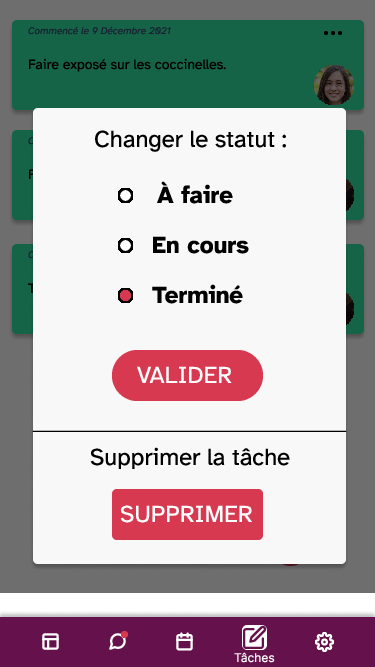 Commencé le 9 Décembre 2021
Faire exposé sur les coccinelles.
Changer le statut :
À faire
En cours
Terminé
VALIDER
Supprimer la tâche
SUPPRIMER
Tâches